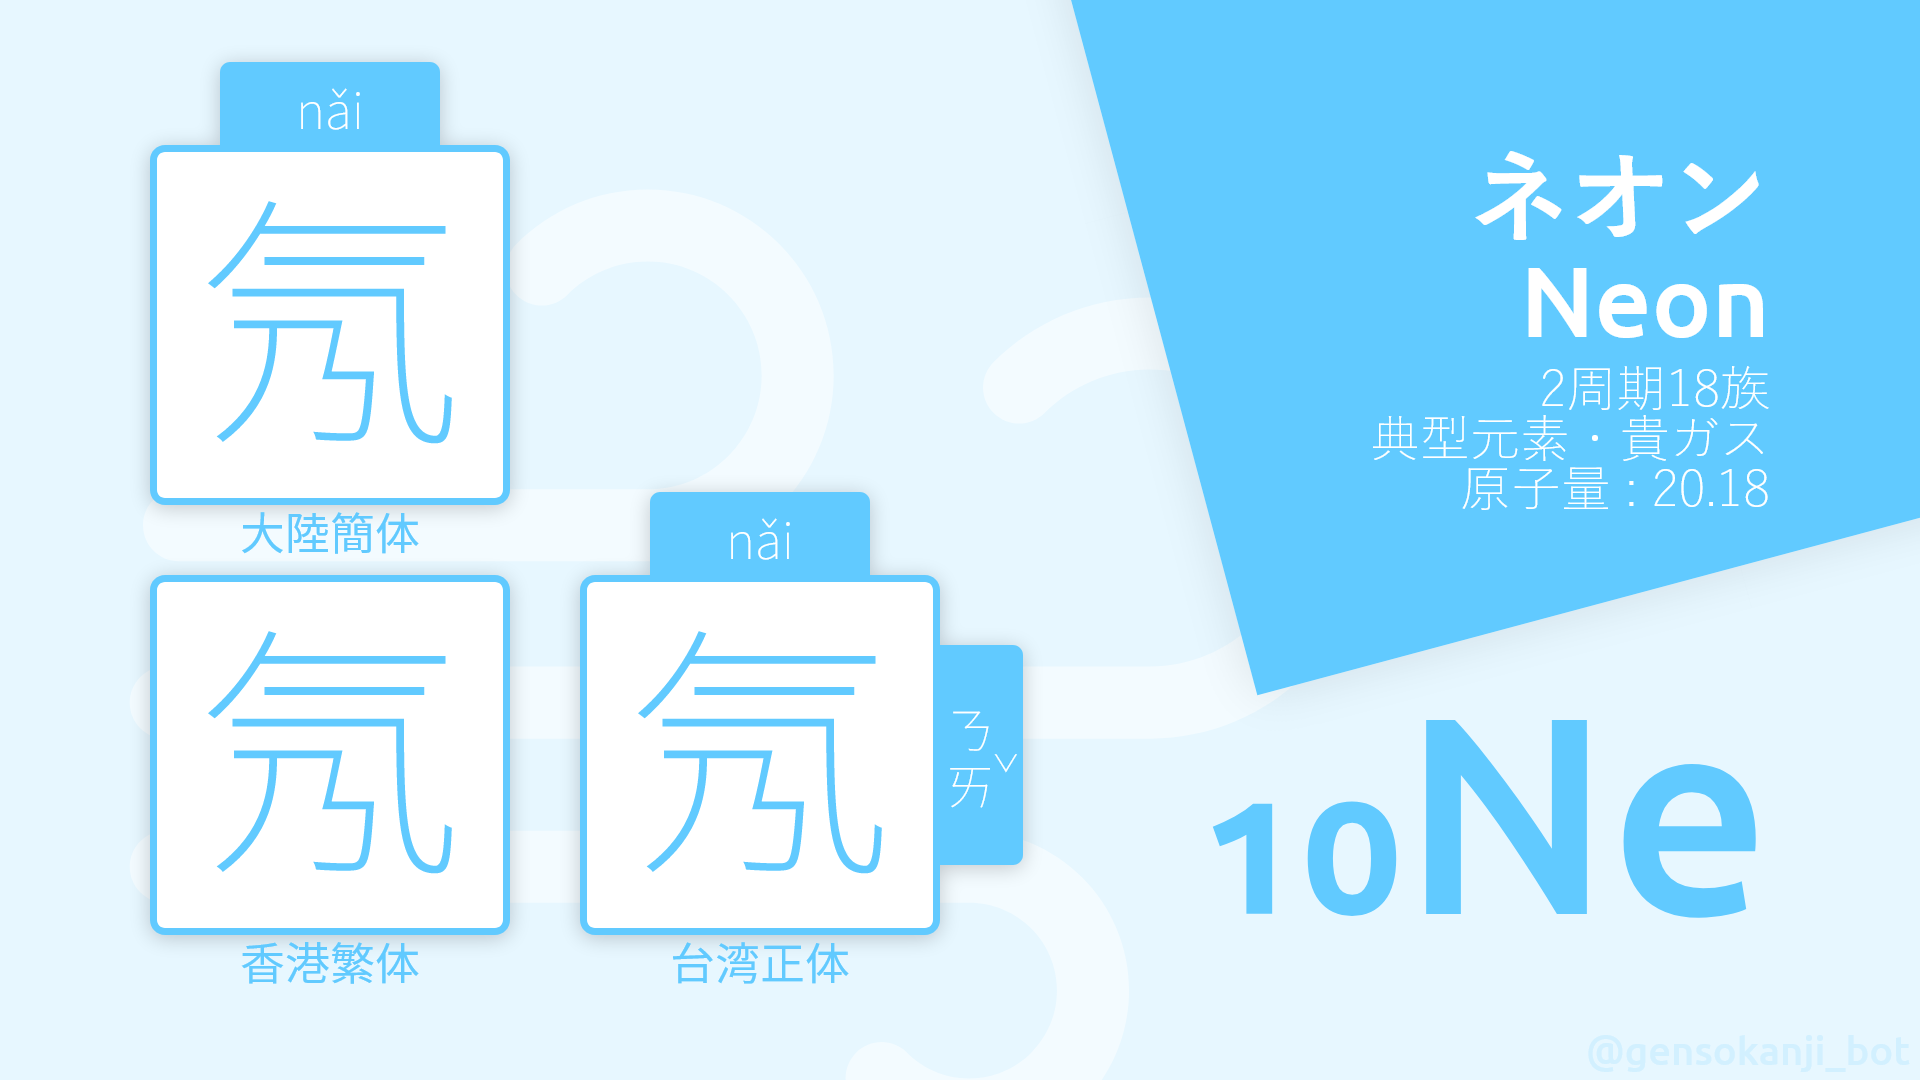 nǎi
氖
大陸簡体
氖
香港繁体
nǎi
氖
ㄋㄞˇ
台湾正体
ネオン
Neon
2周期18族
典型元素・貴ガス
原子量 : 20.18
10Ne
@gensokanji_bot